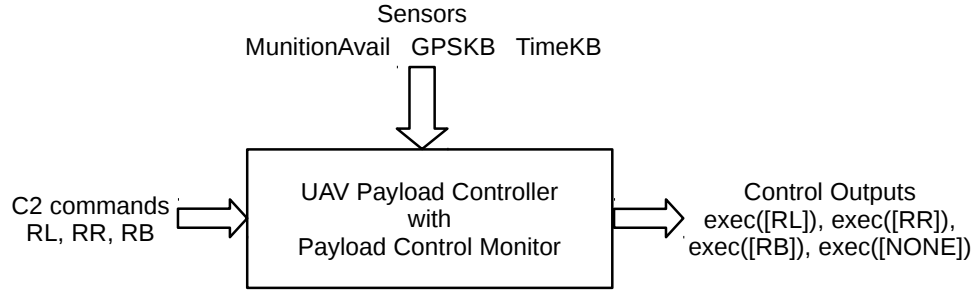 Sensors
MunitionAvail GPSKB TimeKB
C2 commands
RL, RR, RB
UAV Payload Controller
with
Payload Control Monitor
Control Outputs
exec([RL]), exec([RR]),
exec([RB]), exec([NONE])